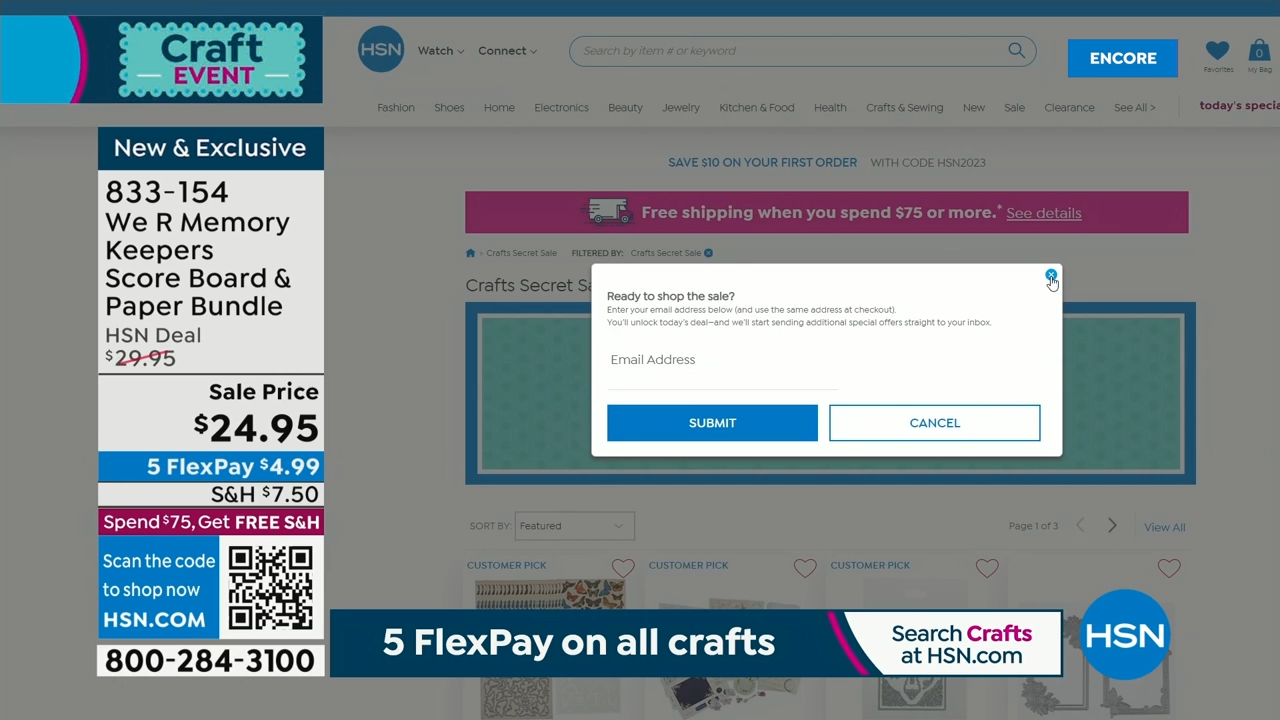 Craft
EVENT
HSN
Watch
Connect
Search by item # or keyword
ENCORE
Favorites
0
My Bag
Fashion
Shoes
Home
Electronics
Beauty
Jewelry
Kitchen & Food
Health
Crafts & Sewing
New
Sale
Clearance
See All >
today's specia
New & Exclusive
833-154
We R Memory
Keepers
Score Board &
Paper Bundle
HSN Deal
$29.95
Sale Price
$24.95
5 FlexPay $4.99
S&H $7.50
Spend $75, Get FREE S&H
Scan the code
to shop now
HSN.COM
800-284-3100
SAVE $10 ON YOUR FIRST ORDER WITH CODE HSN2023
Free shipping when you spend $75 or more.* See details
> Crafts Secret Sale FILTERED BY: Crafts Secret Sale
Crafts Secret Sa
Ready to shop the sale?
Enter your email address below (and use the same address at checkout).
You'll unlock today's deal—and we'll start sending additional special offers straight to your inbox.
Email Address
SUBMIT
CANCEL
SORT BY:
Featured
Page 1 of 3
View All
CUSTOMER PICK
CUSTOMER PICK
CUSTOMER PICK
5 FlexPay on all crafts
Search Crafts
at HSN.com
HSN